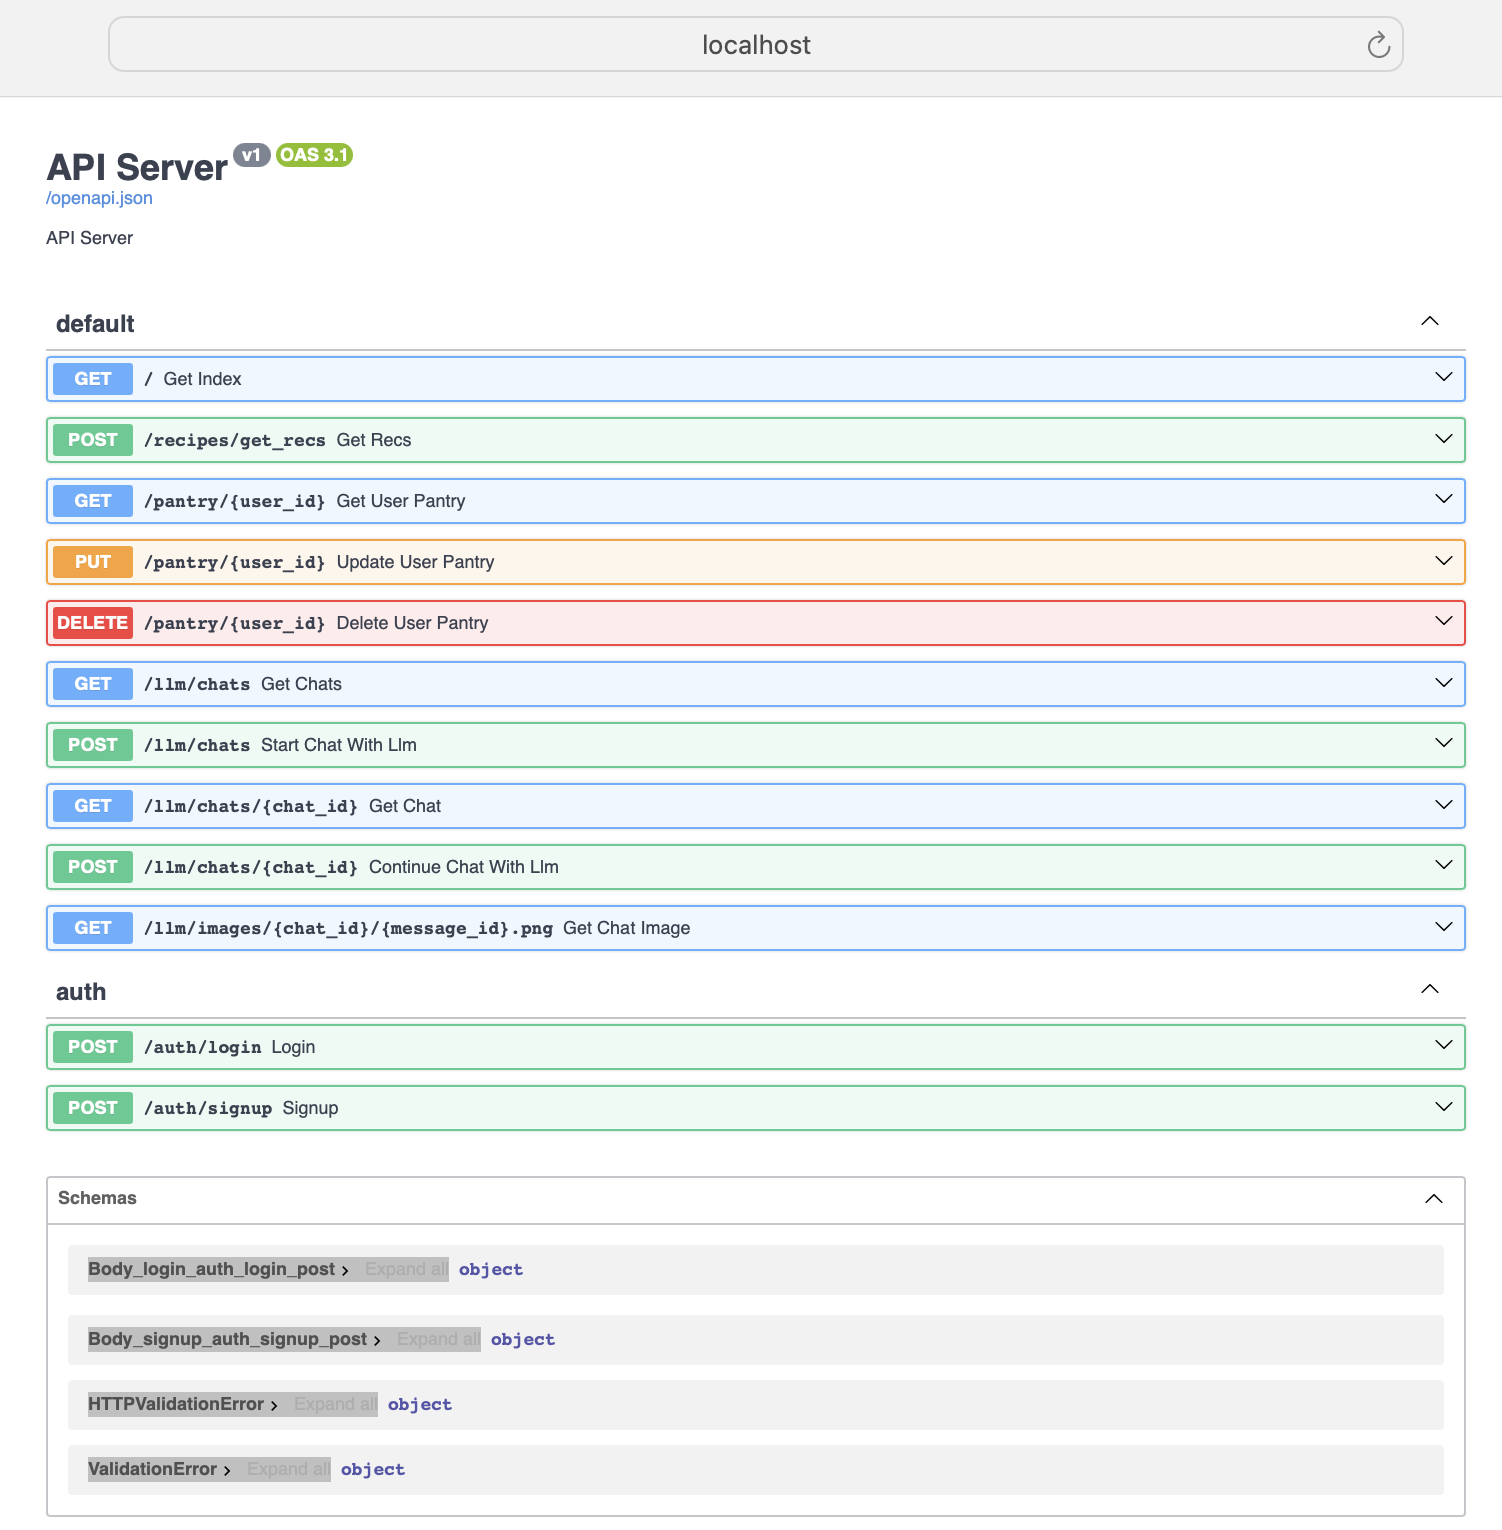 localhost
API Server v1 OAS 3.1
/openapi.json
API Server
default
GET / Get Index
POST /recipes/get_recs Get Recs
GET /pantry/{user_id} Get User Pantry
PUT /pantry/{user_id} Update User Pantry
DELETE /pantry/{user_id} Delete User Pantry
GET /llm/chats Get Chats
POST /llm/chats Start Chat With Llm
GET /llm/chats/{chat_id} Get Chat
POST /llm/chats/{chat_id} Continue Chat With Llm
GET /llm/images/{chat_id}/{message_id}.png Get Chat Image
auth
POST /auth/login Login
POST /auth/signup Signup
Schemas
Body_login_auth_login_post Expand all object
Body_signup_auth_signup_post Expand all object
HTTPValidationError Expand all object
ValidationError Expand all object